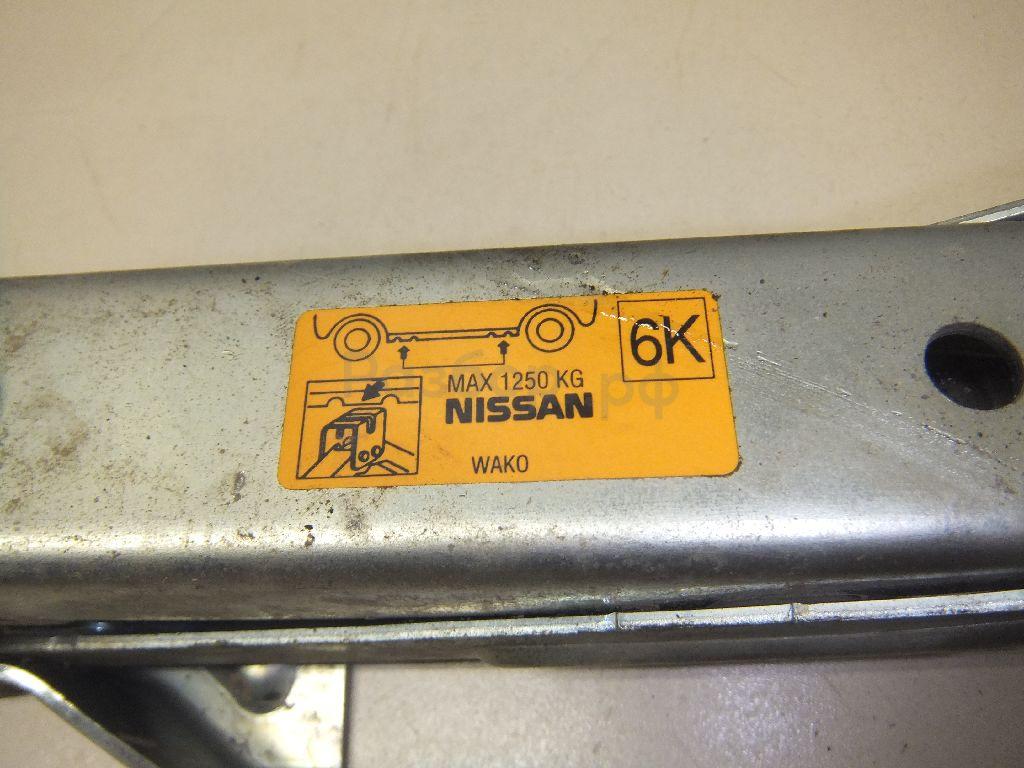 6K
MAX 1250 KG
NISSAN
WAKO